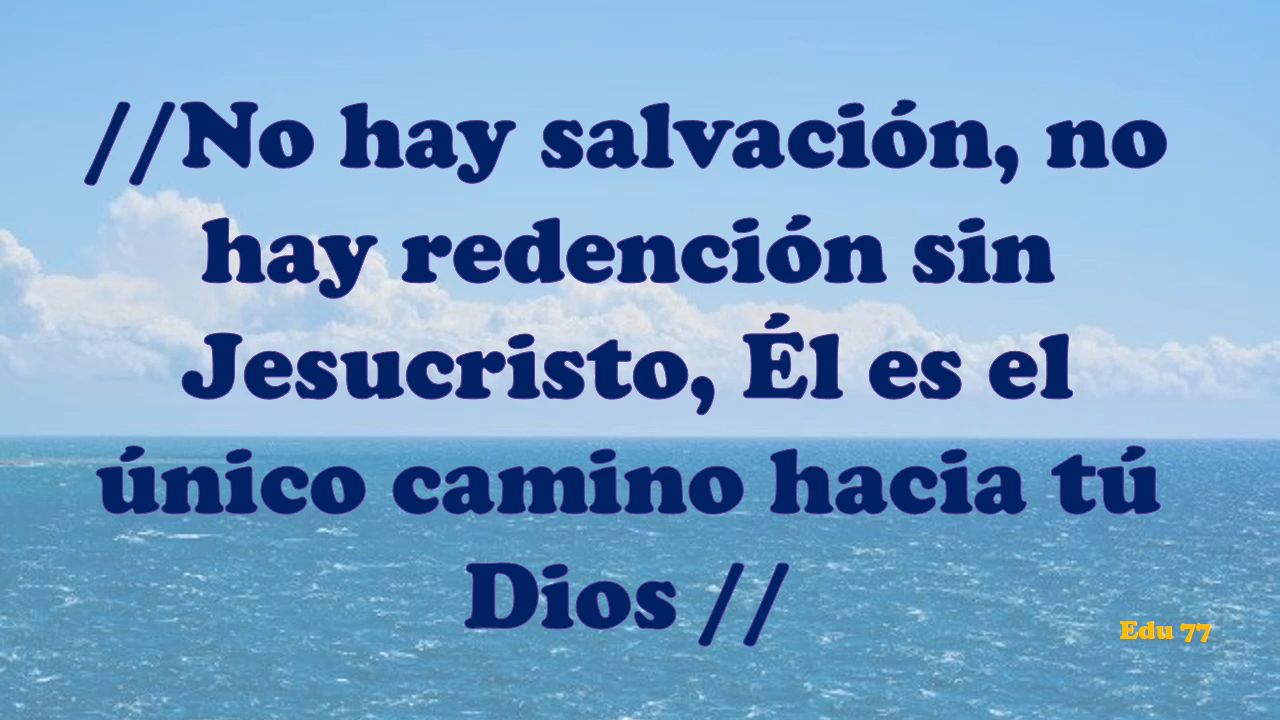 //No hay salvación, no
hay redención sin
Jesucristo, Él es el
único camino hacia tú
Dios //
Edu 77